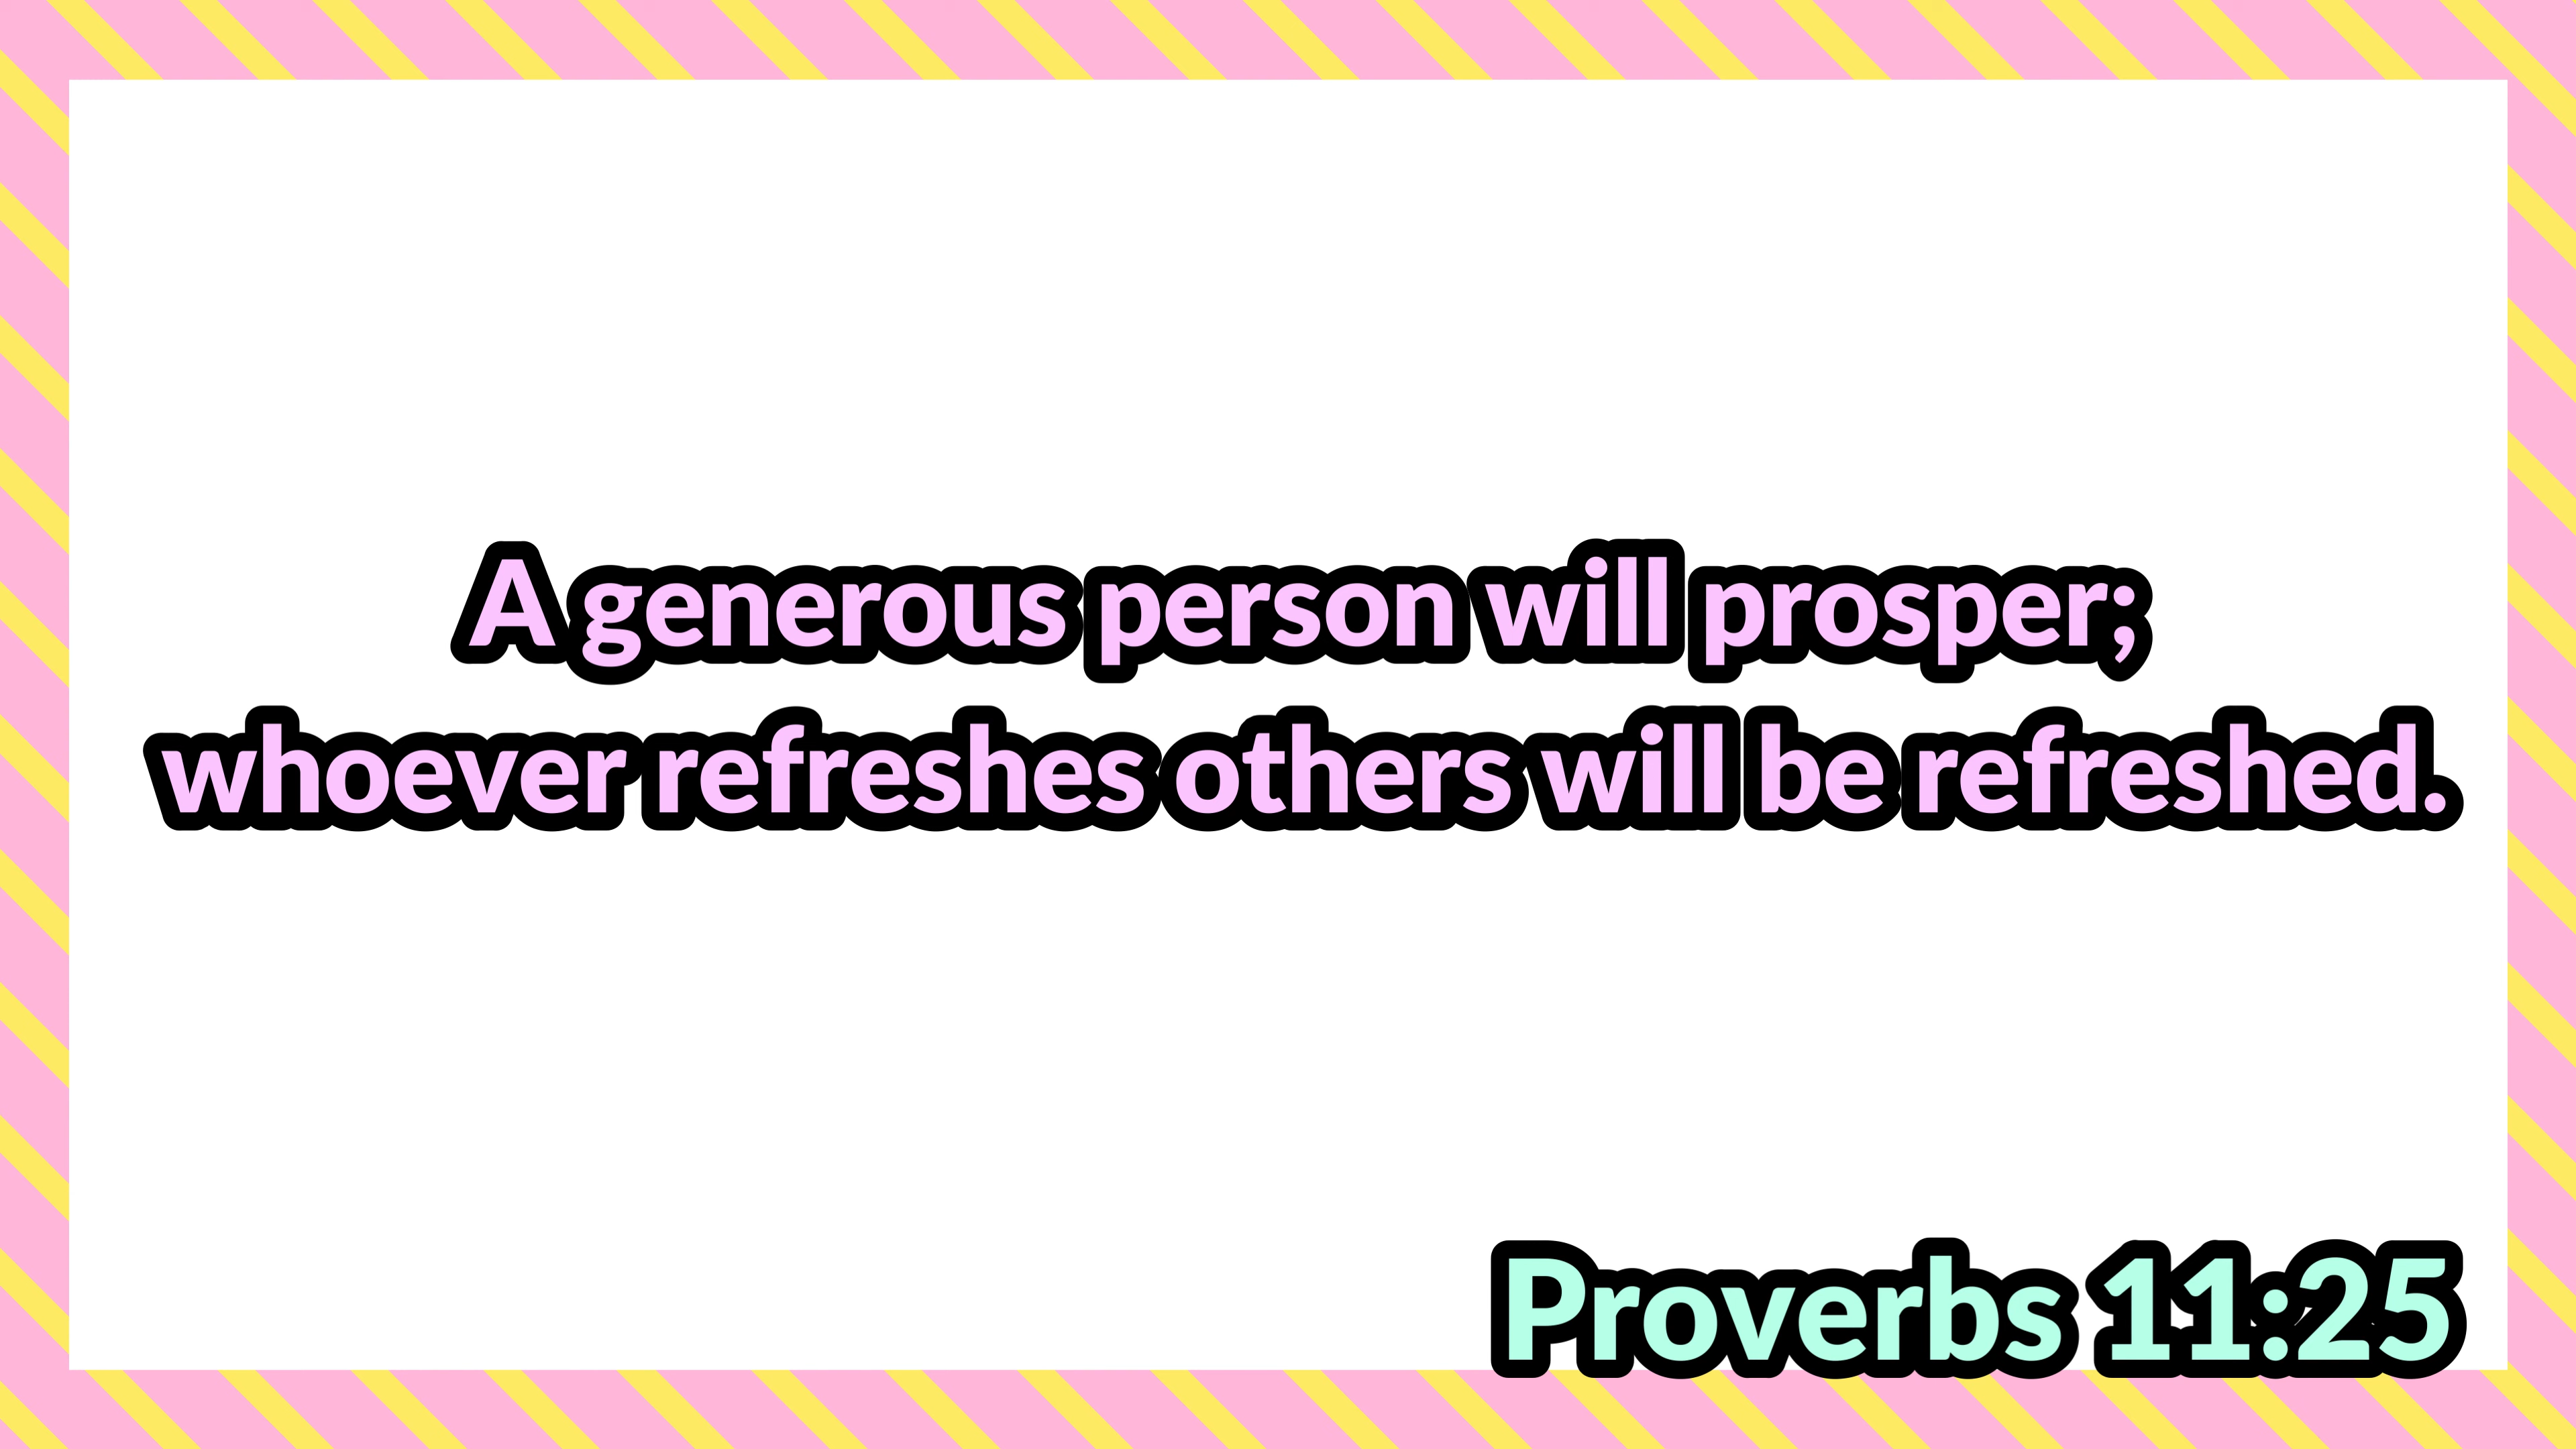 A generous person will prosper;
whoever refreshes others will be refreshed.
Proverbs 11:25